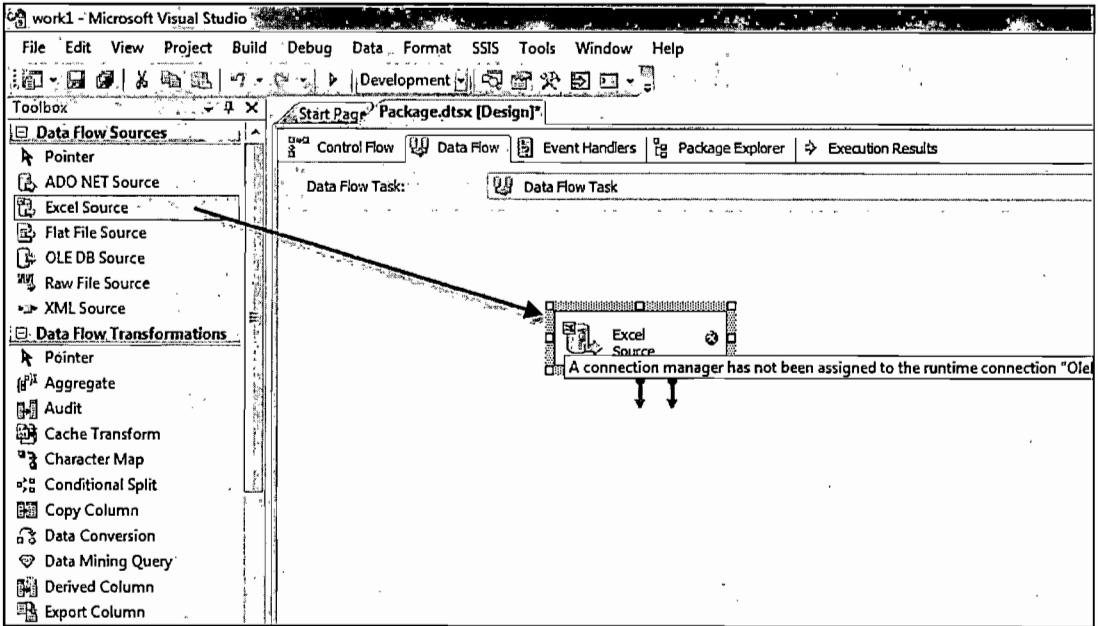 work1 - Microsoft Visual Studio
File Edit View Project Build Debug Data Format SSIS Tools Window Help
Development
Toolbox
Start Page Package.dtsx [Design]*
Data Flow Sources
Pointer
ADO NET Source
Excel Source
Flat File Source
OLE DB Source
Raw File Source
XML Source
Data Flow Transformations
Pointer
Aggregate
Audit
Cache Transform
Character Map
Conditional Split
Copy Column
Data Conversion
Data Mining Query
Derived Column
Export Column
Control Flow Data Flow Event Handlers Package Explorer Execution Results
Data Flow Task: Data Flow Task
Excel
Source
A connection manager has not been assigned to the runtime connection "Ole